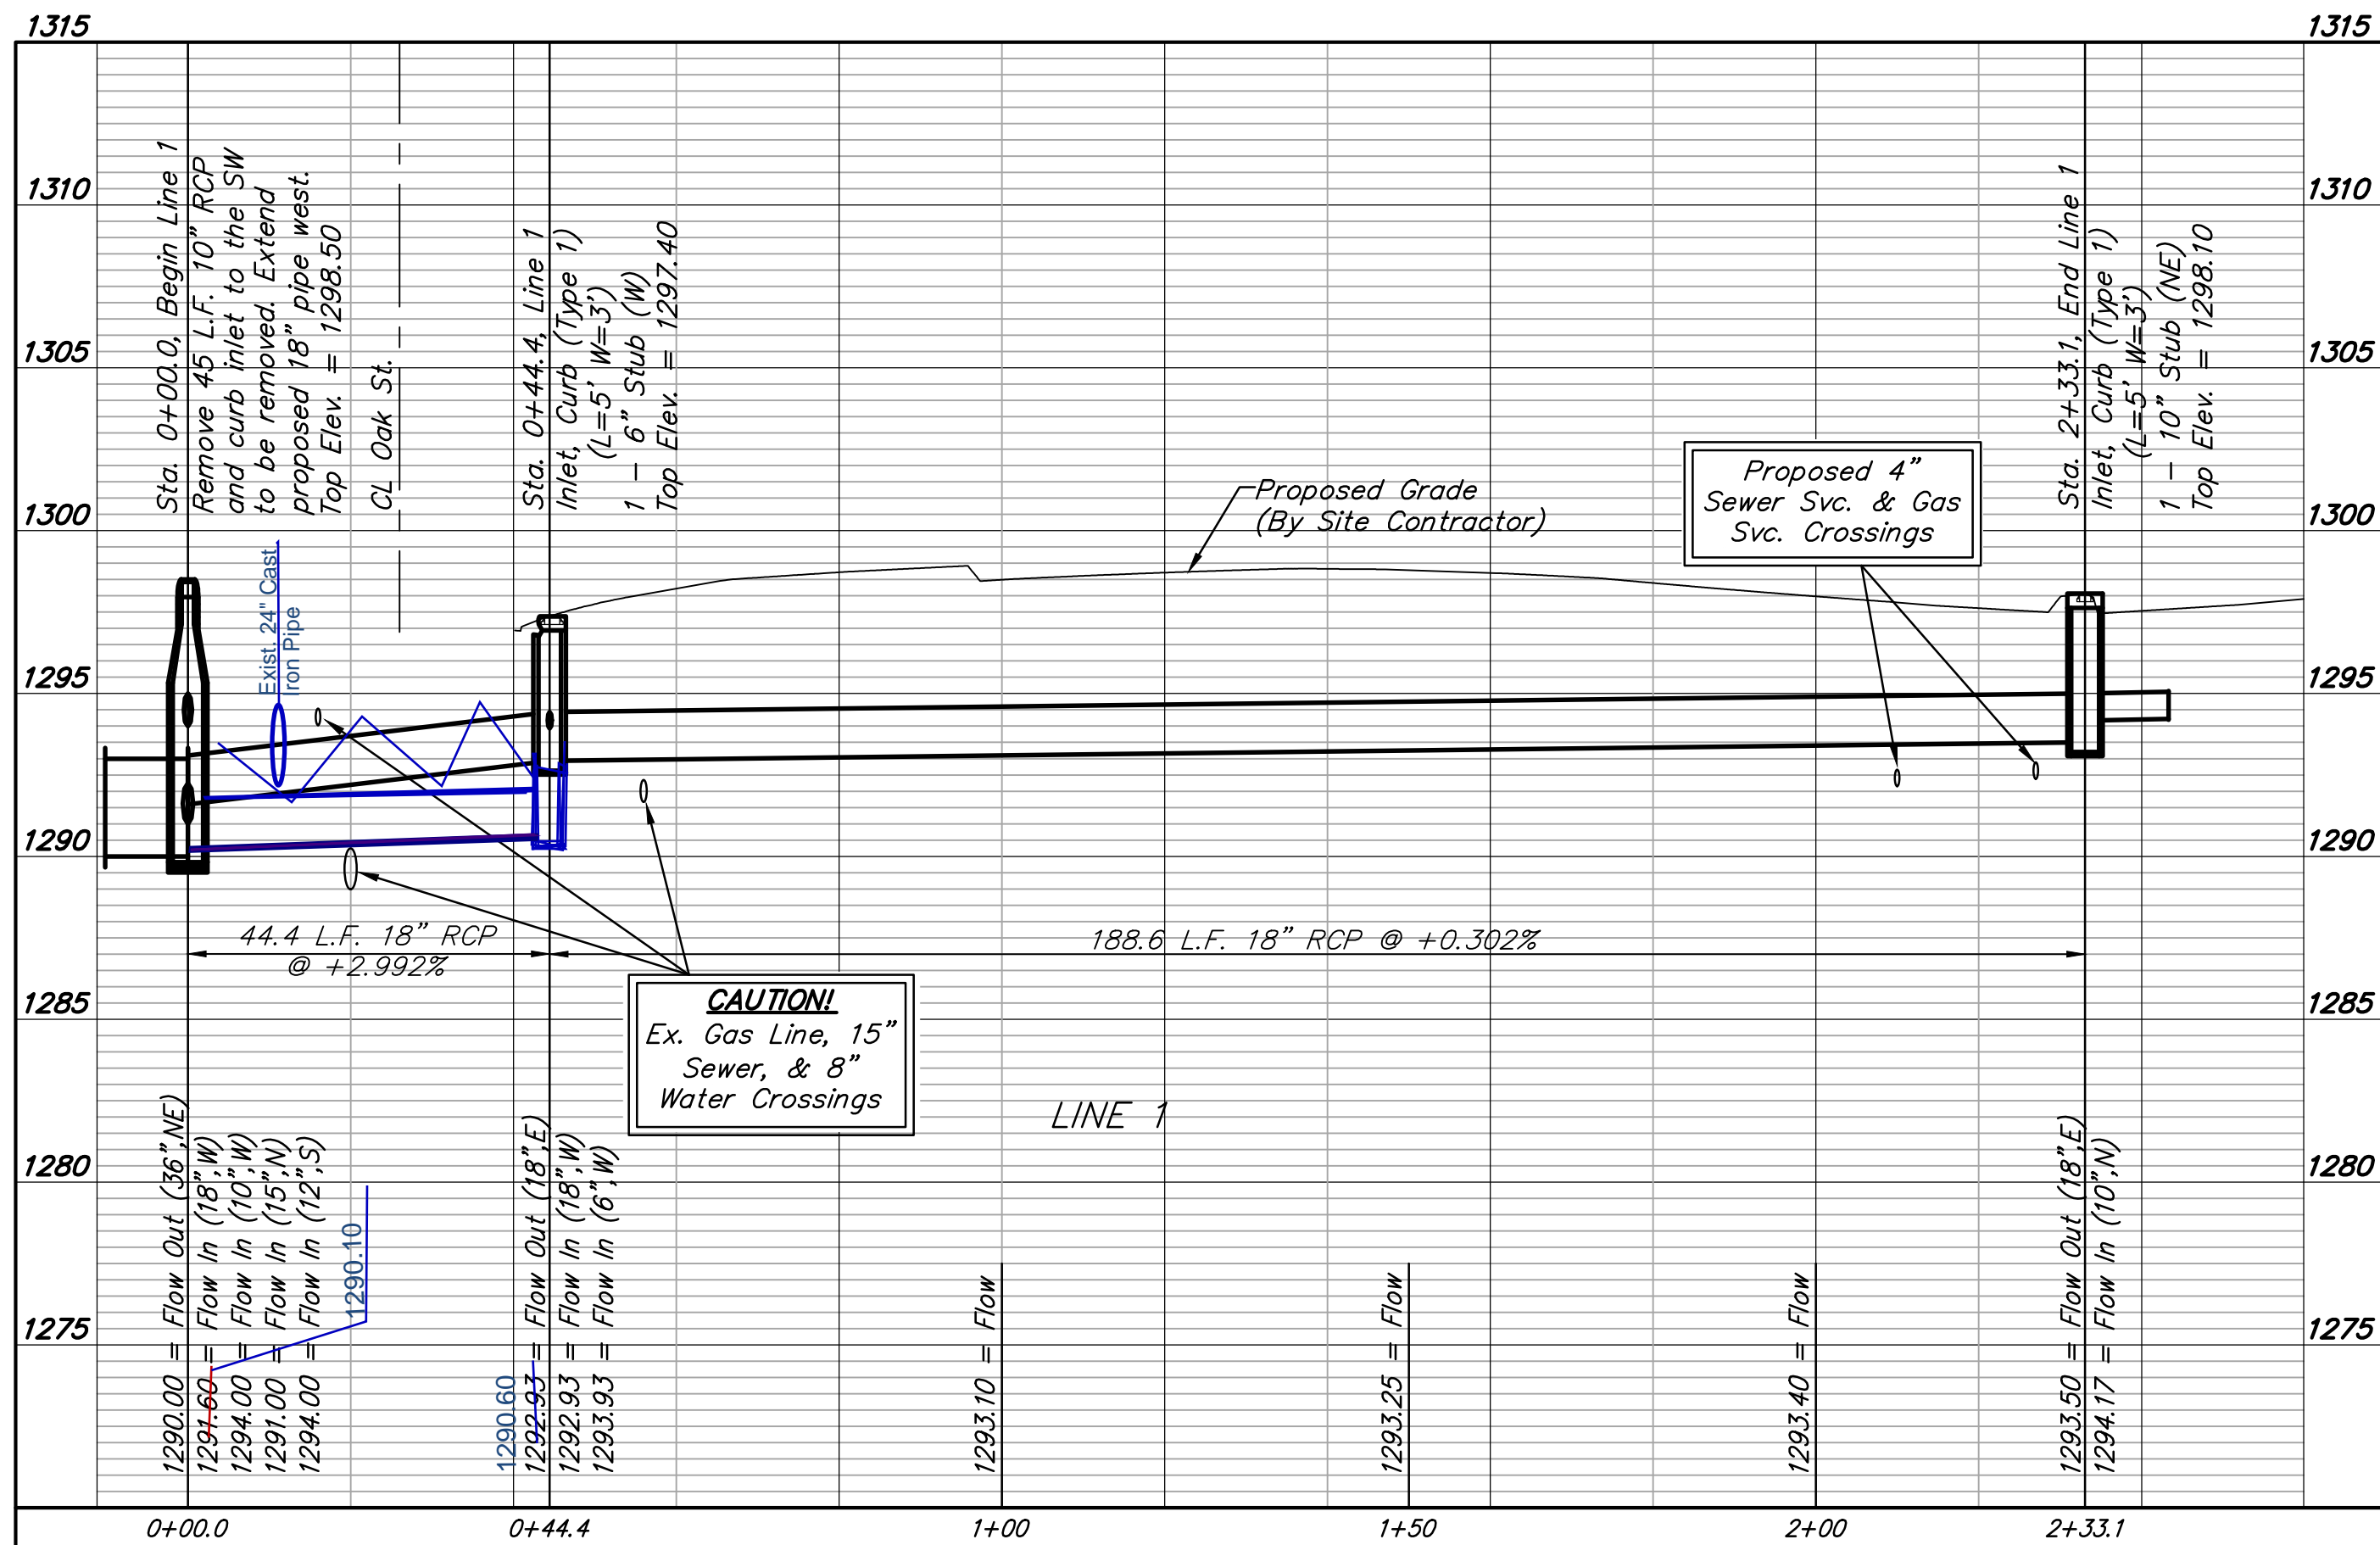 1315
1315
1310
1310
1305
1305
1300
1300
1295
1295
1290
1290
1285
1285
1280
1280
1275
1275
Sta. 0+00.0, Begin Line 1
Remove 45 L.F. 10" RCP
and curb inlet to the SW
to be removed. Extend
proposed 18" pipe west.
Top Elev. = 1298.50
CL Oak St.
Sta. 0+44.4, Line 1
Inlet, Curb (Type 1)
(L=5' W=3')
1 - 6" Stub (W)
Top Elev. = 1297.40
Proposed Grade
(By Site Contractor)
Proposed 4"
Sewer Svc. & Gas
Svc. Crossings
Sta. 2+33.1, End Line 1
Inlet, Curb (Type 1)
(L=5' W=3')
1 - 10" Stub (NE)
Top Elev. = 1298.10
Exist. 24" Cast
Iron Pipe
44.4 L.F. 18" RCP
@ +2.992%
188.6 L.F. 18" RCP @ +0.302%
CAUTION!
Ex. Gas Line, 15"
Sewer, & 8"
Water Crossings
LINE 1
1290.00 = Flow Out (36",NE)
1291.60 = Flow In (18",W)
1294.00 = Flow In (10",W)
1291.00 = Flow In (15",N)
1294.00 = Flow In (12",S)
1290.10
1290.60
1292.93 = Flow Out (18",E)
1292.93 = Flow In (18",W)
1293.93 = Flow In (6",W)
1293.10 = Flow
1293.25 = Flow
1293.40 = Flow
1293.50 = Flow Out (18",E)
1294.17 = Flow In (10",N)
0+00.0
0+44.4
1+00
1+50
2+00
2+33.1